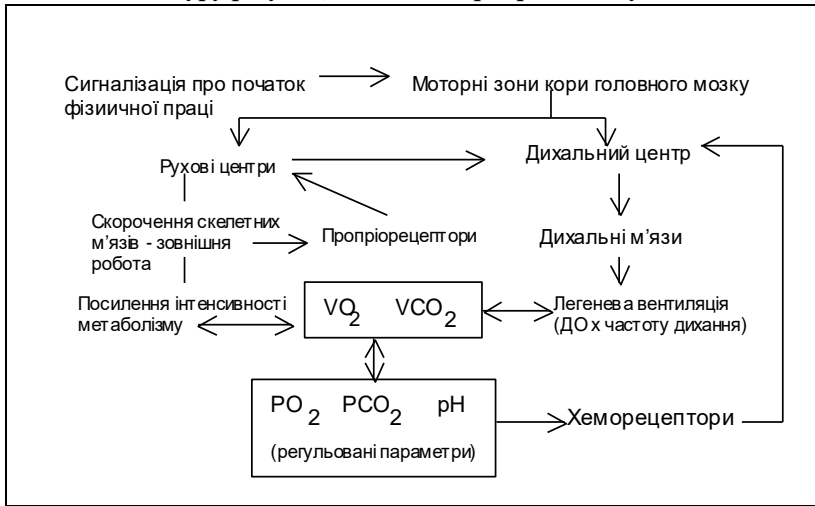 Сигналізація про початок
фізиичної праці
Моторні зони кори головного мозку
Рухові центри
Дихальний центр
Скорочення скелетних
м'язів - зовнішня
робота
Пропріорецептори
Дихальні м'язи
Посилення інтенсивності
метаболізму
VO2 VCO2
Легенева вентиляція
(ДО х частоту дихання)
PO2 PCO2 pH
(регульовані параметри)
Хеморецептори